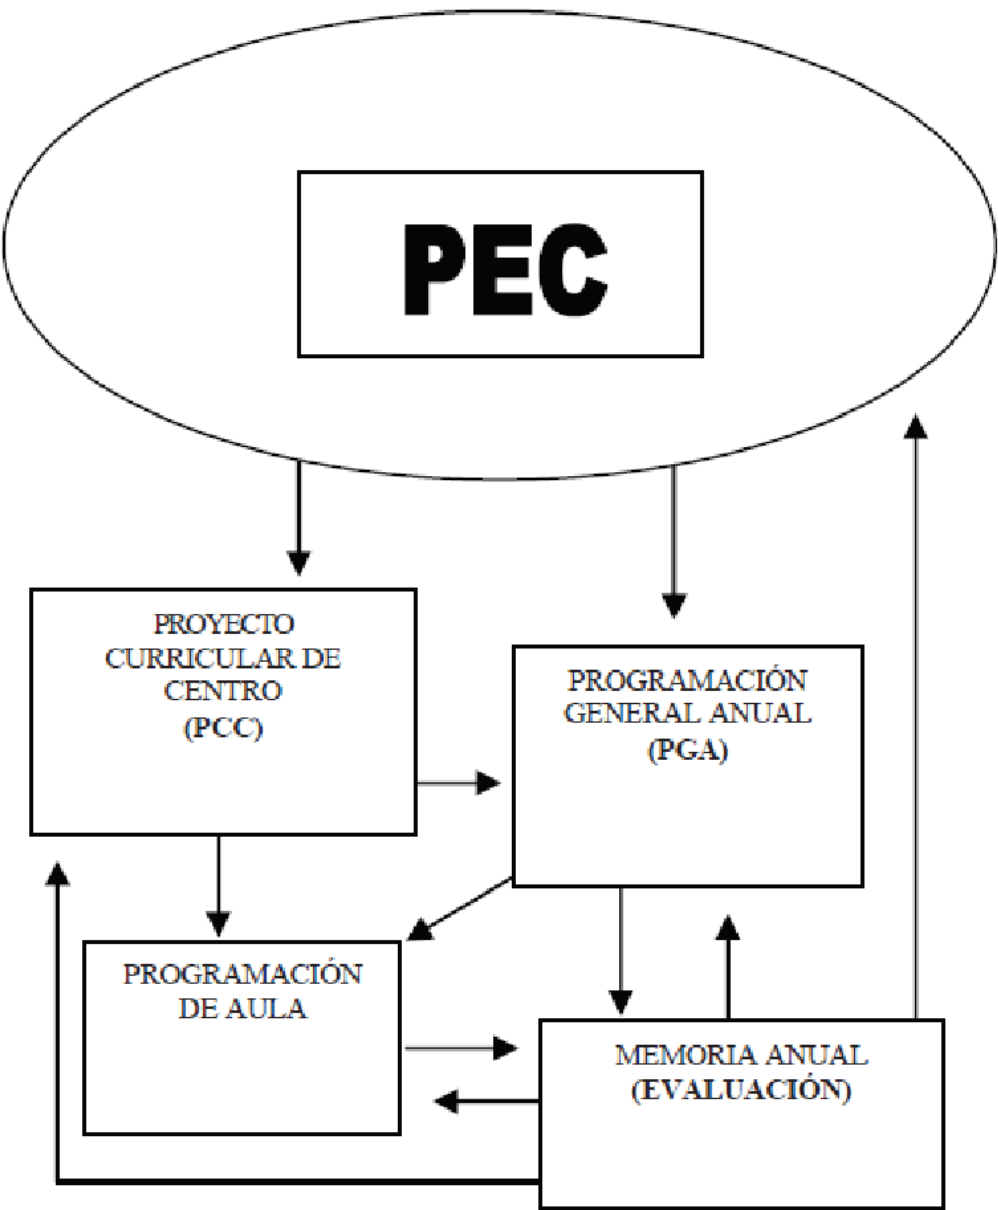 PEC
PROYECTO
CURRICULAR DE
CENTRO
(PCC)
PROGRAMACIÓN
GENERAL ANUAL
(PGA)
PROGRAMACIÓN
DE AULA
MEMORIA ANUAL
(EVALUACIÓN)